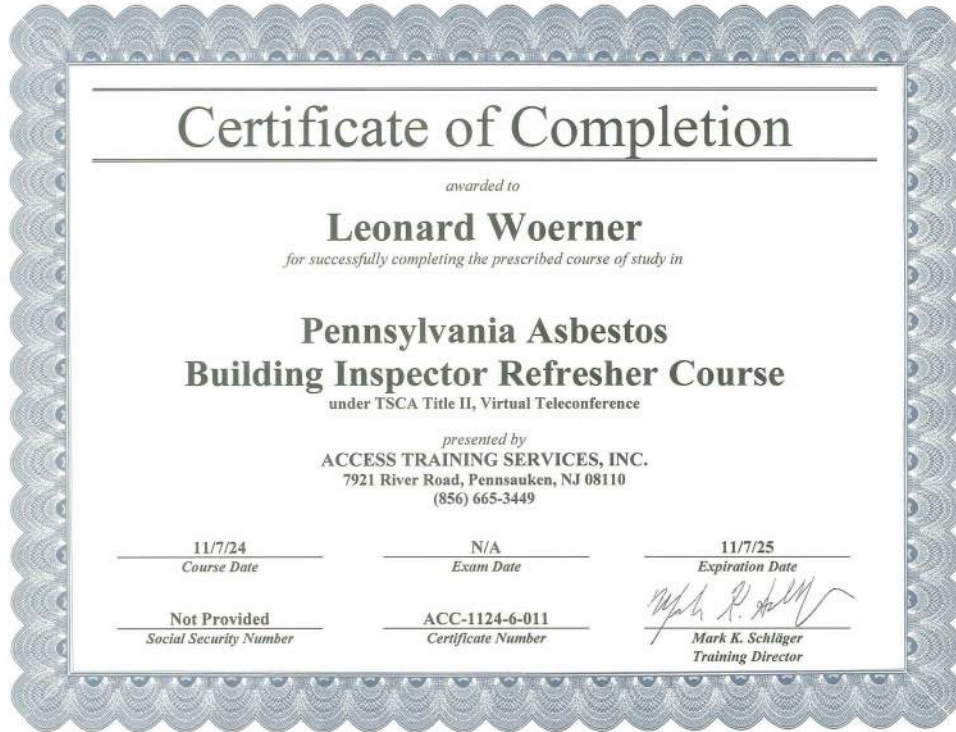 Certificate of Completion
awarded to
Leonard Woerner
for successfully completing the prescribed course of study in
Pennsylvania Asbestos
Building Inspector Refresher Course
under TSCA Title II, Virtual Teleconference
presented by
ACCESS TRAINING SERVICES, INC.
7921 River Road, Pennsauken, NJ 08110
(856) 665-3449
11/7/24
Course Date
N/A
Exam Date
11/7/25
Expiration Date
Not Provided
Social Security Number
ACC-1124-6-011
Certificate Number
Mark K. Schläger
Training Director